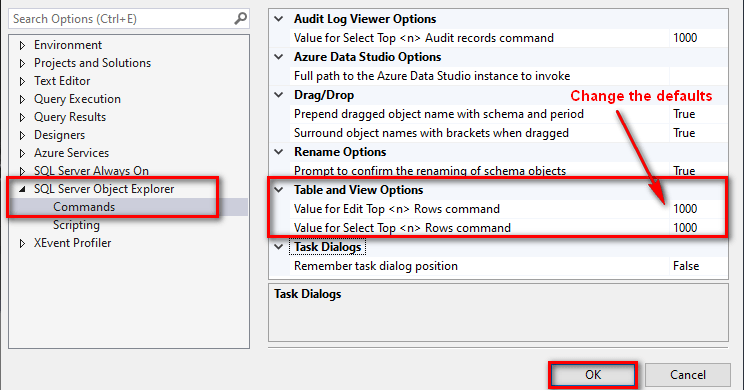 Search Options (Ctrl+E)
Environment
Projects and Solutions
Text Editor
Query Execution
Query Results
Designers
Azure Services
SQL Server Always On
SQL Server Object Explorer
Commands
Scripting
XEvent Profiler
Audit Log Viewer Options
Value for Select Top <n> Audit records command 1000
Azure Data Studio Options
Full path to the Azure Data Studio instance to invoke
Drag/Drop
Change the defaults
Prepend dragged object name with schema and period True
Surround object names with brackets when dragged True
Rename Options
Prompt to confirm the renaming of schema objects True
Table and View Options
Value for Edit Top <n> Rows command 1000
Value for Select Top <n> Rows command 1000
Task Dialogs
Remember task dialog position False
Task Dialogs
OK Cancel